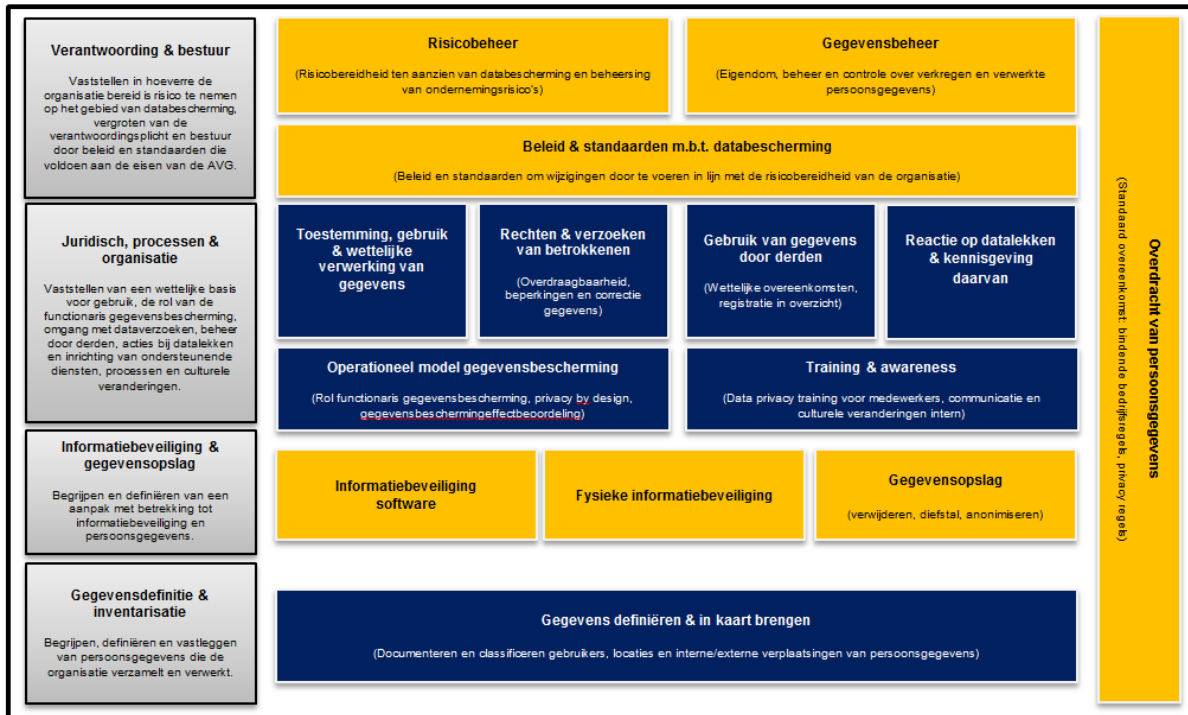 Verantwoording & bestuur
Vaststellen in hoeverre de
organisatie bereid is risico te nemen
op het gebied van databescherming,
vergroten van de
verantwoordingsplicht en bestuur
door beleid en standaarden die
voldoen aan de eisen van de AVG.
Risicobeheer
(Risicobereidheid ten aanzien van databescherming en beheersing
van ondernemingsrisico's)
Gegevensbeheer
(Eigendom, beheer en controle over verkregen en verwerkte
persoonsgegevens)
Beleid & standaarden m.b.t. databescherming
(Beleid en standaarden om wijzigingen door te voeren in lijn met de risicobereidheid van de organisatie)
Juridisch, processen &
organisatie
Vaststellen van een wettelijke basis
voor gebruik, de rol van de
functionaris gegevensbescherming,
omgang met dataverzoeken, beheer
door derden, acties bij datalekken
en inrichting van ondersteunende
diensten, processen en culturele
veranderingen.
Toestemming, gebruik
& wettelijke
verwerking van
gegevens
Rechten & verzoeken
van betrokkenen
(Overdraagbaarheid,
beperkingen en correctie
gegevens)
Gebruik van gegevens
door derden
(Wettelijke overeenkomsten,
registratie in overzicht)
Reactie op datalekken
& kennisgeving
daarvan
Operationeel model gegevensbescherming
(Rol functionaris gegevensbescherming, privacy by design,
gegevensbeschermingeffectbeoordeling)
Training & awareness
(Data privacy training voor medewerkers, communicatie en
culturele veranderingen intern)
Informatiebeveiliging &
gegevensopslag
Begrijpen en definiëren van een
aanpak met betrekking tot
informatiebeveiliging en
persoonsgegevens.
Informatiebeveiliging
software
Fysieke informatiebeveiliging
Gegevensopslag
(verwijderen, diefstal, anonimiseren)
Gegevensdefinitie &
inventarisatie
Begrijpen, definiëren en vastleggen
van persoonsgegevens die de
organisatie verzamelt en verwerkt.
Gegevens definiëren & in kaart brengen
(Documenteren en classificeren gebruikers, locaties en interne/externe verplaatsingen van persoonsgegevens)
Overdracht van persoonsgegevens
(Standaard overeenkomst: bindende bedrijfsregels, privacy regels)